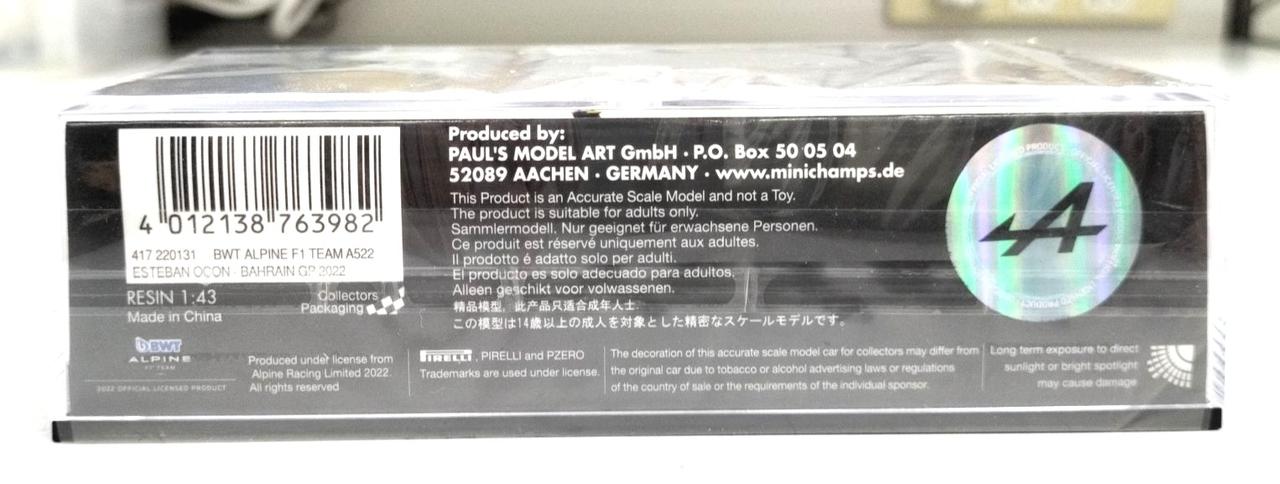 4 012138 763982
417 220131 BWT ALPINE F1 TEAM A522
ESTEBAN OCON - BAHRAIN GP 2022
RESIN 1:43
Made in China
Collectors
Packaging
BWT
ALPINE
F1 TEAM
2022 OFFICIAL LICENSED PRODUCT
Produced under license from
Alpine Racing Limited 2022.
All rights reserved
Produced by:
PAUL'S MODEL ART GmbH · P.O. Box 50 05 04
52089 AACHEN · GERMANY · www.minichamps.de
This Product is an Accurate Scale Model and not a Toy.
The product is suitable for adults only.
Sammlermodell. Nur geeignet für erwachsene Personen.
Ce produit est réservé uniquement aux adultes.
Il prodotto é adatto solo per adulti.
El producto es solo adecuado para adultos.
Alleen geschikt voor volwassenen.
精品模型，此产品只适合成年人士.
この模型は14歳以上の成人を対象とした精密なスケールモデルです。
PIRELLI, PIRELLI and PZERO
Trademarks are used under license.
The decoration of this accurate scale model car for collectors may differ from
the original car due to tobacco or alcohol advertising laws or regulations
of the country of sale or the requirements of the individual sponsor.
Long term exposure to direct
sunlight or bright spotlight
may cause damage
A